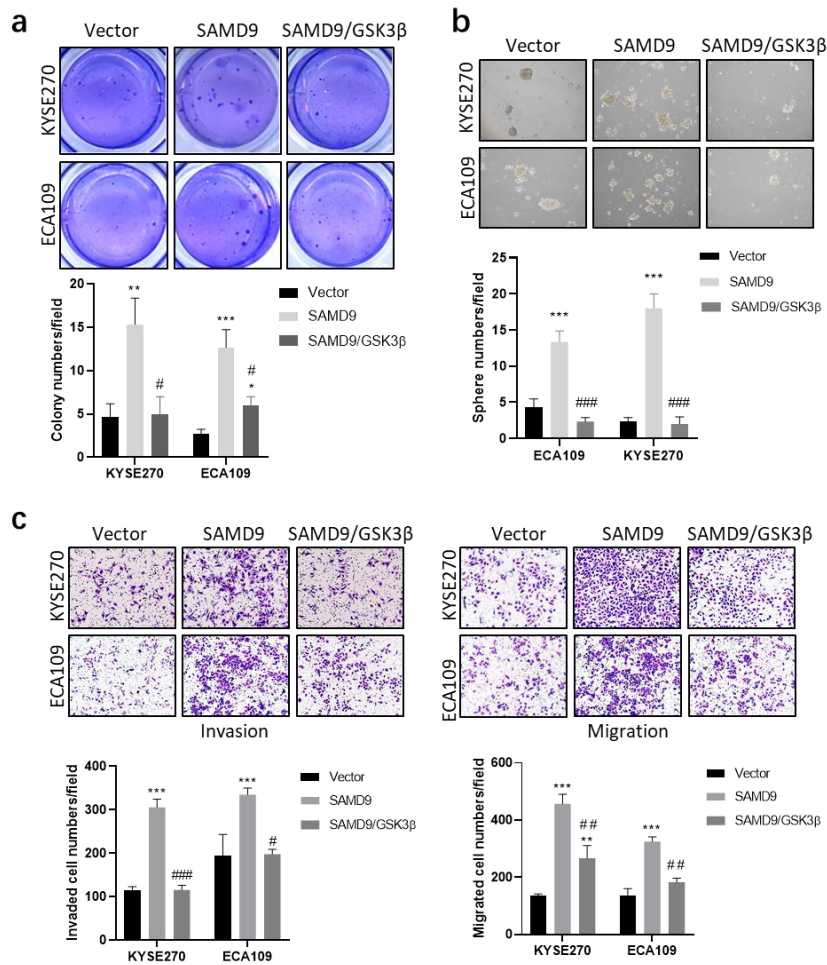 a
Vector SAMD9 SAMD9/GSK3β
KYSE270
ECA109
20
15
10
5
0
Colony numbers/field
** # *** # *
KYSE270 ECA109
Vector
SAMD9
SAMD9/GSK3β
b
Vector SAMD9 SAMD9/GSK3β
KYSE270
ECA109
25
20
15
10
5
0
Sphere numbers/field
*** ### *** ###
ECA109 KYSE270
Vector
SAMD9
SAMD9/GSK3β
c
Vector SAMD9 SAMD9/GSK3β
KYSE270
ECA109
Invasion
400
300
200
100
0
Invaded cell numbers/field
*** ### *** #
KYSE270 ECA109
Vector
SAMD9
SAMD9/GSK3β
Vector SAMD9 SAMD9/GSK3β
KYSE270
ECA109
Migration
600
400
200
0
Migrated cell numbers/field
*** ## ** *** ##
KYSE270 ECA109
Vector
SAMD9
SAMD9/GSK3β